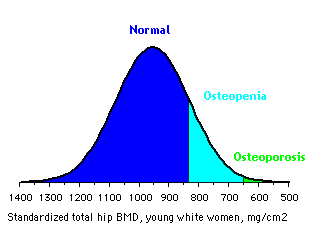 Normal
Osteopenia
Osteoporosis
1400 1300 1200 1100 1000 900 800 700 600 500
Standardized total hip BMD, young white women, mg/cm2